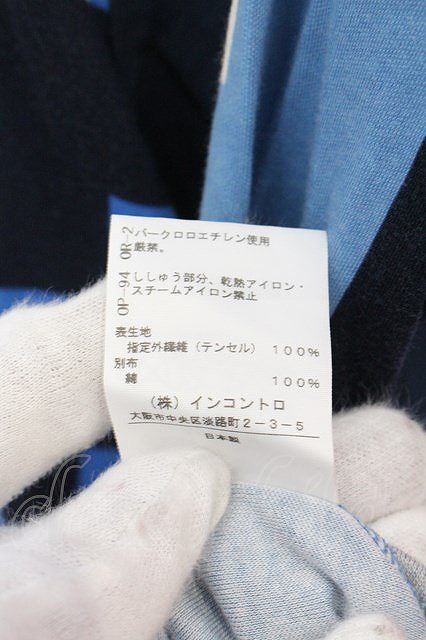 OR-2 パークロロエチレン使用
厳禁。
OP-94 ししゅう部分、乾熱アイロン・
スチームアイロン禁止
表生地
指定外繊維（テンセル） 100%
別布
綿 100%
（株）インコントロ
大阪市中央区淡路町2-3-5
日本製